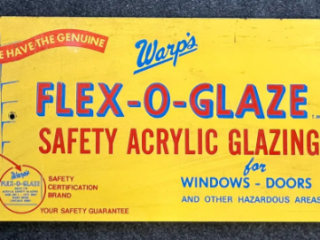 WE HAVE THE GENUINE
Warp's
FLEX-O-GLAZE
SAFETY ACRYLIC GLAZING
for
WINDOWS - DOORS
AND OTHER HAZARDOUS AREAS
Warp's
FLEX-O-GLAZE
SAFETY
CERTIFICATION
BRAND
YOUR SAFETY GUARANTEE